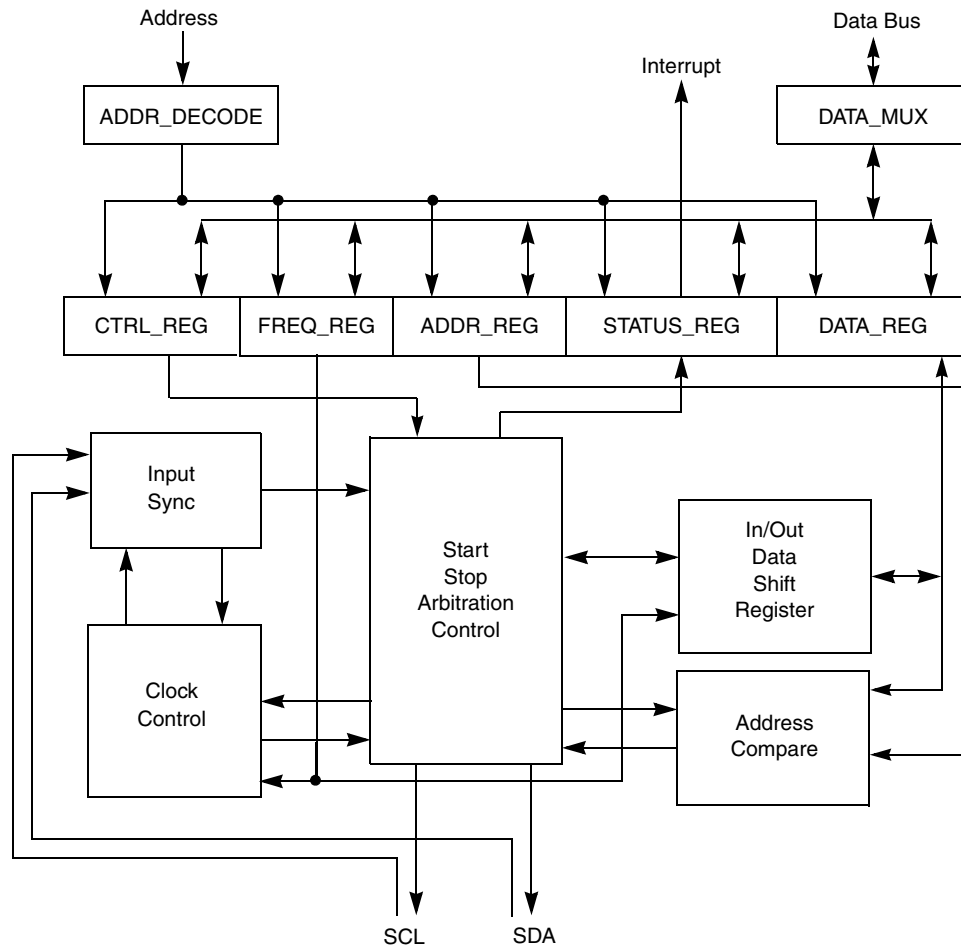 Address
Data Bus
Interrupt
ADDR_DECODE
DATA_MUX
CTRL_REG
FREQ_REG
ADDR_REG
STATUS_REG
DATA_REG
Input
Sync
Start
Stop
Arbitration
Control
In/Out
Data
Shift
Register
Clock
Control
Address
Compare
SCL
SDA